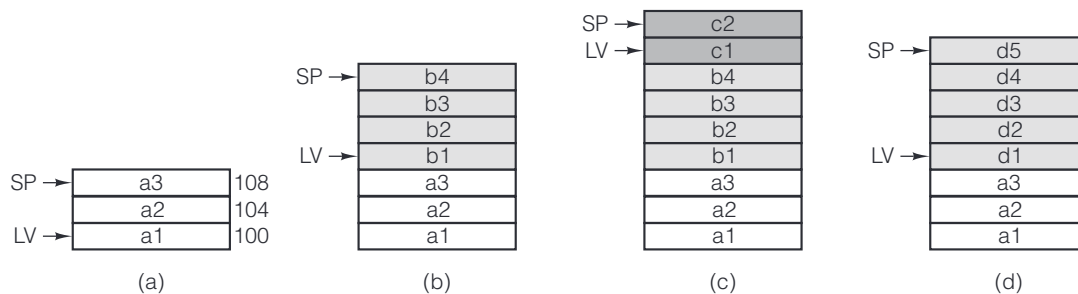 SP
a3
108
a2
104
LV
a1
100
(a)
SP
b4
b3
b2
LV
b1
a3
a2
a1
(b)
SP
c2
LV
c1
b4
b3
b2
b1
a3
a2
a1
(c)
SP
d5
d4
d3
d2
LV
d1
a3
a2
a1
(d)